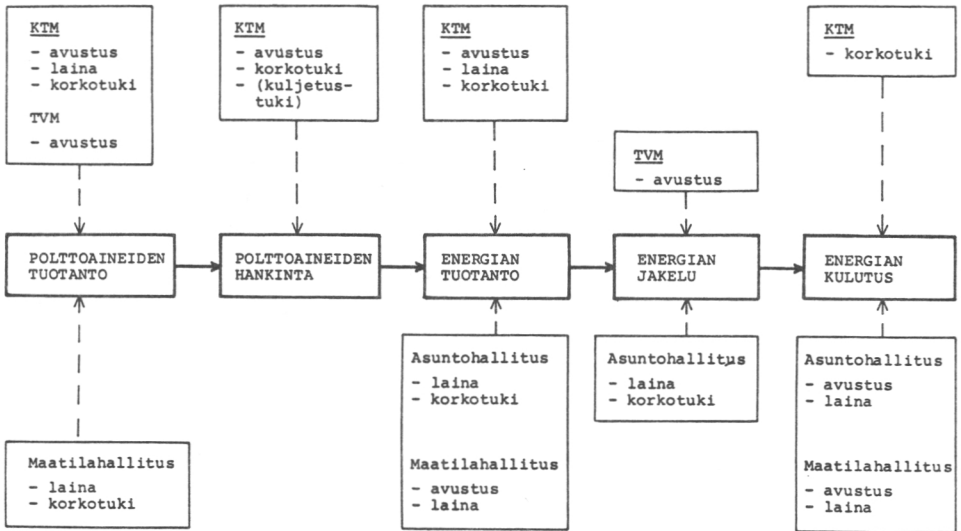 KTM
- avustus
- laina
- korkotuki
TVM
- avustus
KTM
- avustus
- korkotuki
- (kuljetus-
tuki)
KTM
- avustus
- laina
- korkotuki
TVM
- avustus
KTM
- korkotuki
POLTTOAINEIDEN
TUOTANTO
POLTTOAINEIDEN
HANKINTA
ENERGIAN
TUOTANTO
ENERGIAN
JAKELU
ENERGIAN
KULUTUS
Maatilahallitus
- laina
- korkotuki
Asuntohallitus
- laina
- korkotuki
Maatilahallitus
- avustus
- laina
Asuntohallitus
- laina
- korkotuki
Asuntohallitus
- avustus
- laina
Maatilahallitus
- avustus
- laina